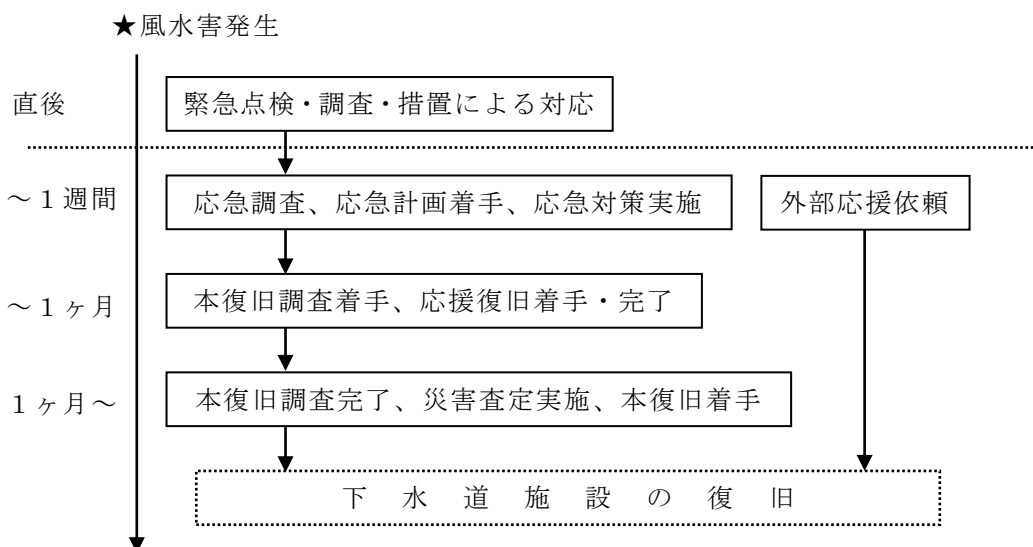 ★風水害発生
直後
緊急点検・調査・措置による対応
～1週間
応急調査、応急計画着手、応急対策実施
外部応援依頼
～1ヶ月
本復旧調査着手、応援復旧着手・完了
1ヶ月～
本復旧調査完了、災害査定実施、本復旧着手
下水道施設の復旧